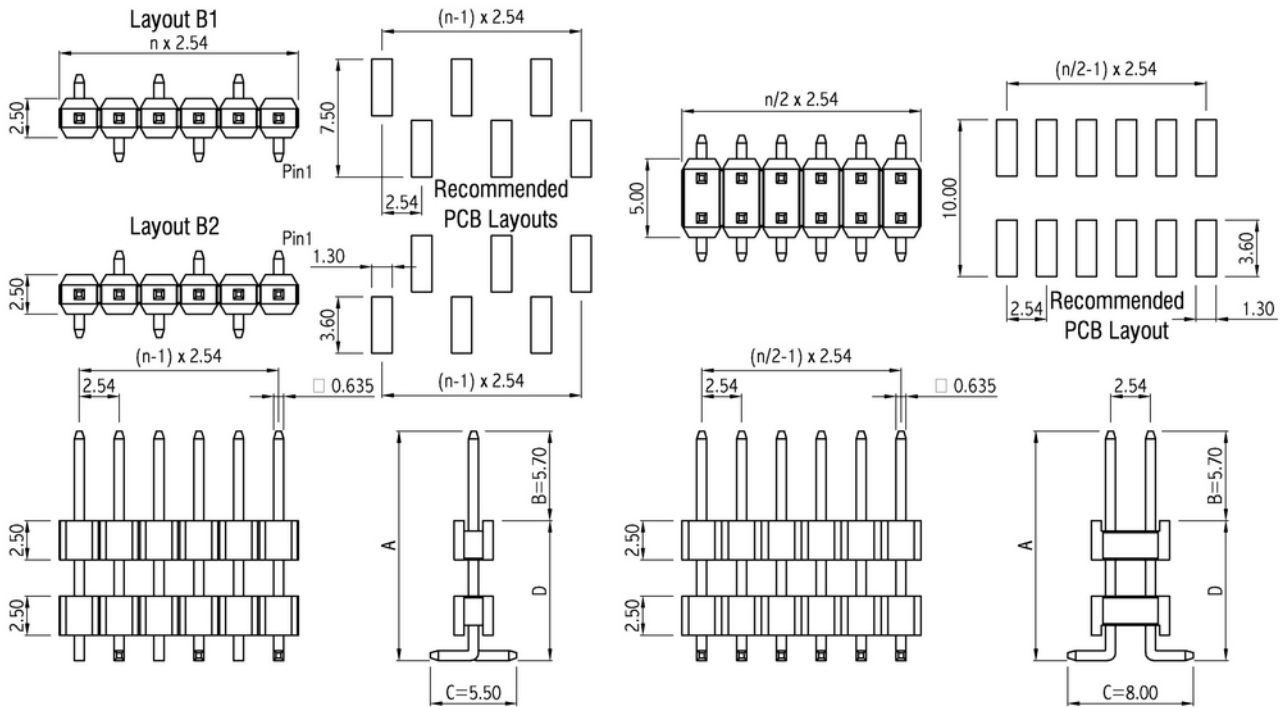 Layout B1
n x 2.54
2.50
Pin1
(n-1) x 2.54
7.50
2.54
Recommended
PCB Layouts
Layout B2
Pin1
2.50
1.30
3.60
(n-1) x 2.54
n/2 x 2.54
5.00
(n/2-1) x 2.54
10.00
3.60
2.54
Recommended
PCB Layout
1.30
(n-1) x 2.54
2.54
□ 0.635
2.50
2.50
A
B=5.70
D
C=5.50
(n/2-1) x 2.54
2.54
□ 0.635
2.50
2.50
2.54
A
B=5.70
D
C=8.00